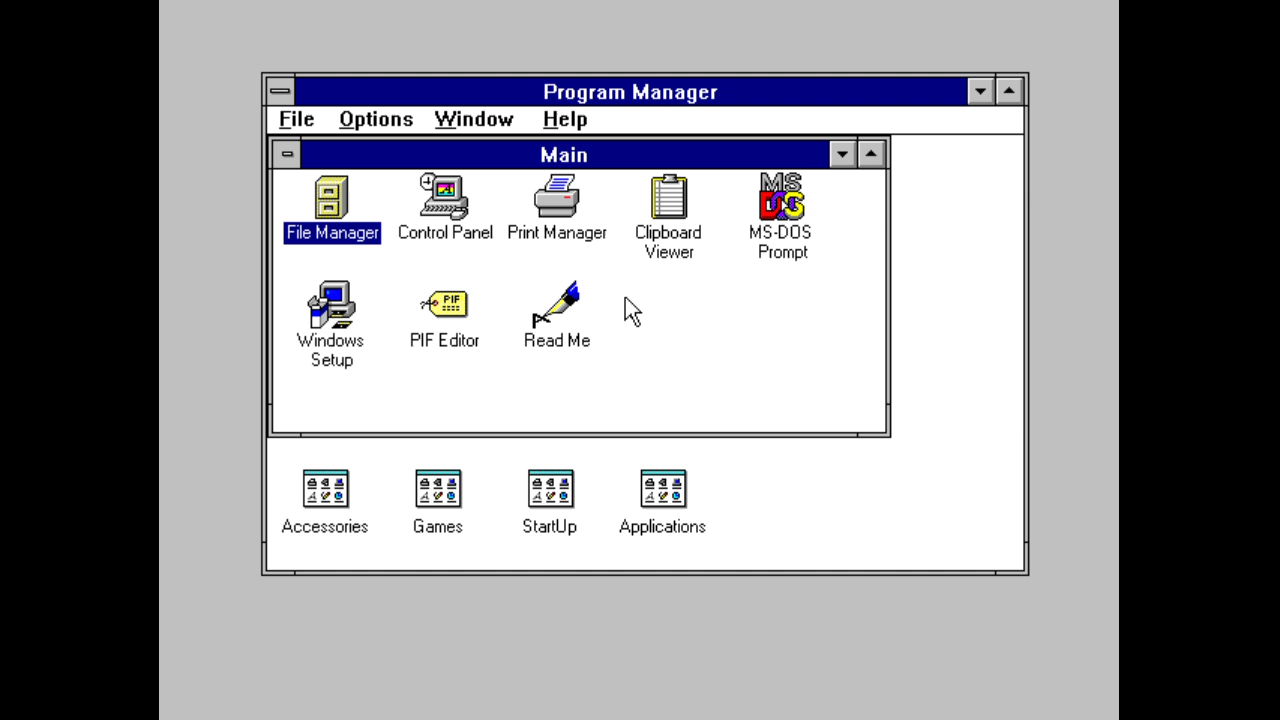 Program Manager
File Options Window Help
Main
File Manager Control Panel Print Manager Clipboard Viewer MS-DOS Prompt
Windows Setup PIF Editor Read Me
Accessories Games StartUp Applications